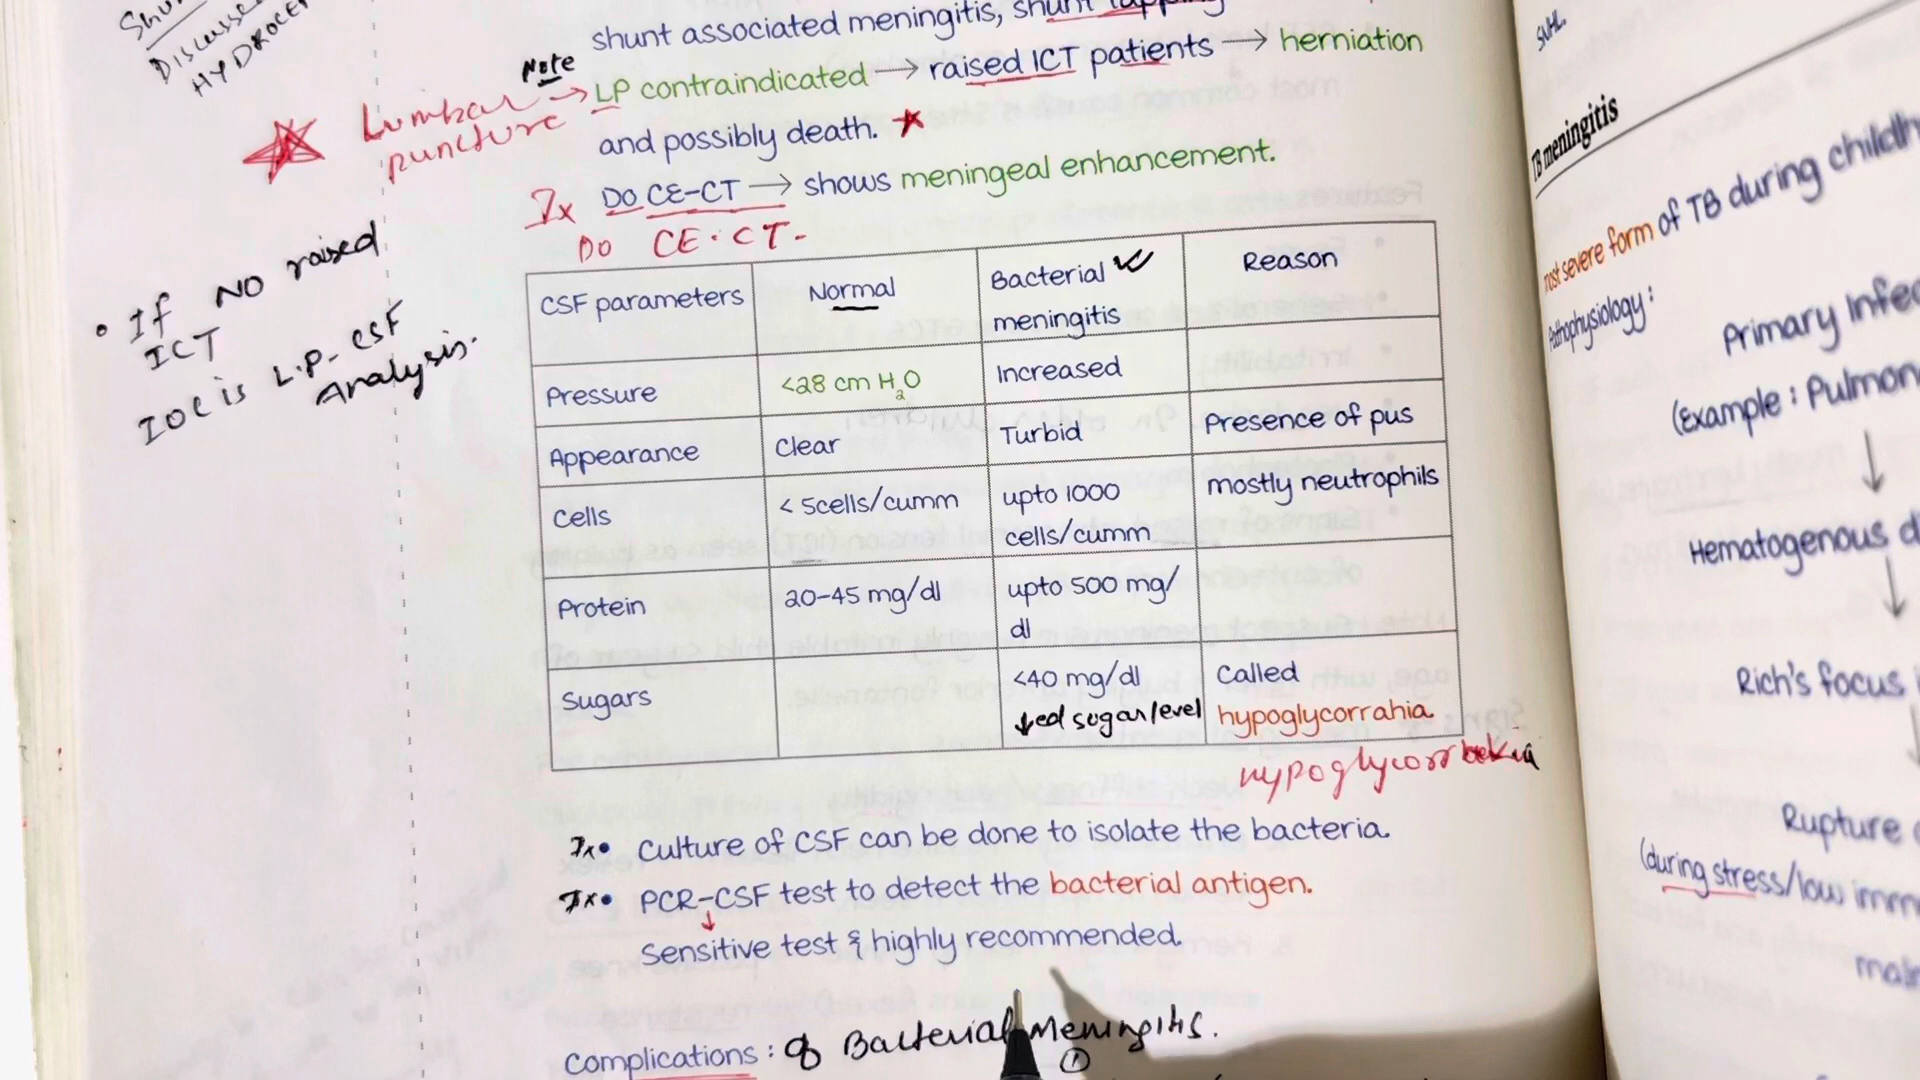 Disease
shunt associated meningitis, shunt tapping
Note
LP contraindicated → raised ICT patients → herniation
Lumbar →
puncture
and possibly death.
Ix Do CE-CT → shows meningeal enhancement.
Do CE.CT-
• If NO raised
ICT
IOC is L.P- CSF
Analysis.
CSF parameters Normal Bacterial meningitis Reason
Pressure <28 cm H2O Increased
Appearance Clear Turbid Presence of pus
Cells < 5cells/cumm upto 1000 cells/cumm mostly neutrophils
Protein 20-45 mg/dl upto 500 mg/dl
Sugars <40 mg/dl Called
↓ed sugar level hypoglycorrahia
Ix • Culture of CSF can be done to isolate the bacteria.
Ix • PCR-CSF test to detect the bacterial antigen.
↓
Sensitive test & highly recommended.
Complications : of Bacterial Meningitis.
①
SNHL.
TB meningitis
most severe form of TB during
Pathophysiology :
Primary
(Example : Pulmon
↓
Hematogenous
↓
Rich's focus
Rupture
(during stress/low